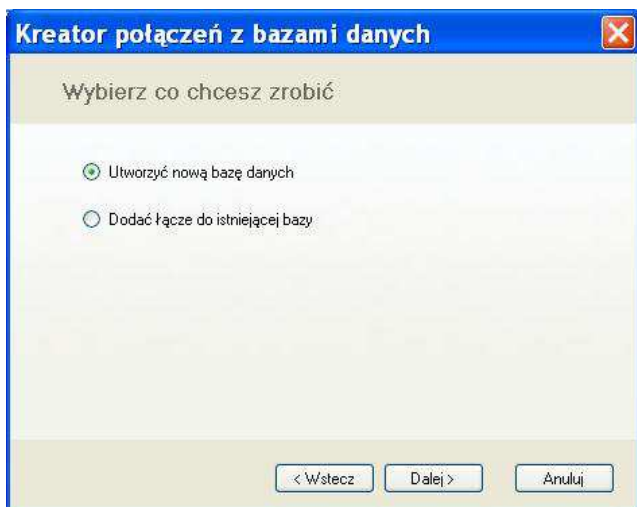 Kreator połączeń z bazami danych
Wybierz co chcesz zrobić
Utworzyć nową bazę danych
Dodać łącze do istniejącej bazy
< Wstecz Dalej > Anuluj